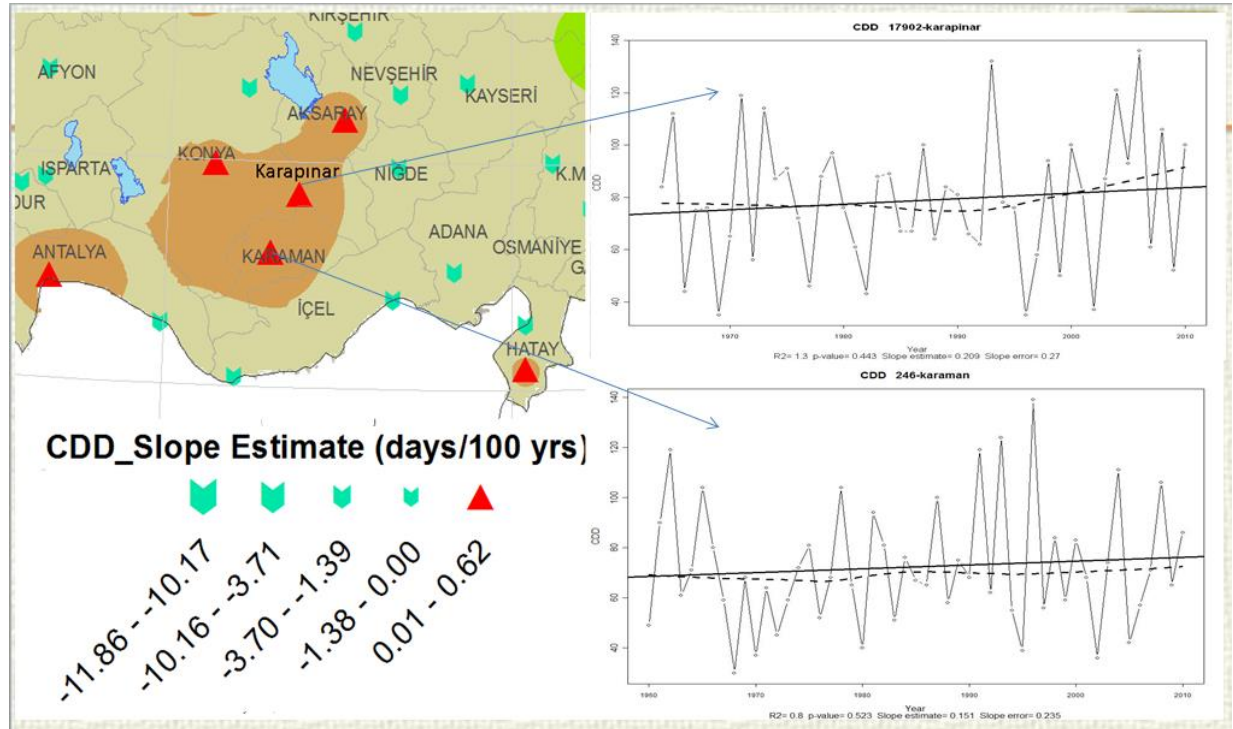 KIRŞEHİR
AFYON
NEVŞEHİR
KAYSERİ
AKSARAY
KONYA
ISPARTA
Karapınar
NİĞDE
K.M
DUR
ADANA
ANTALYA
KARAMAN
OSMANİYE
GA
İÇEL
HATAY
CDD_Slope Estimate (days/100 yrs)
-11.86 - -10.17
-10.16 - -3.71
-3.70 - -1.39
-1.38 - 0.00
0.01 - 0.62
CDD 17902-karapinar
CDD
140
120
100
80
60
40
1970 1980 1990 2000 2010
Year
R2= 1.3 p-value= 0.443 Slope estimate= 0.209 Slope error= 0.27
CDD 246-karaman
CDD
140
120
100
80
60
40
1960 1970 1980 1990 2000 2010
Year
R2= 0.8 p-value= 0.523 Slope estimate= 0.151 Slope error= 0.235